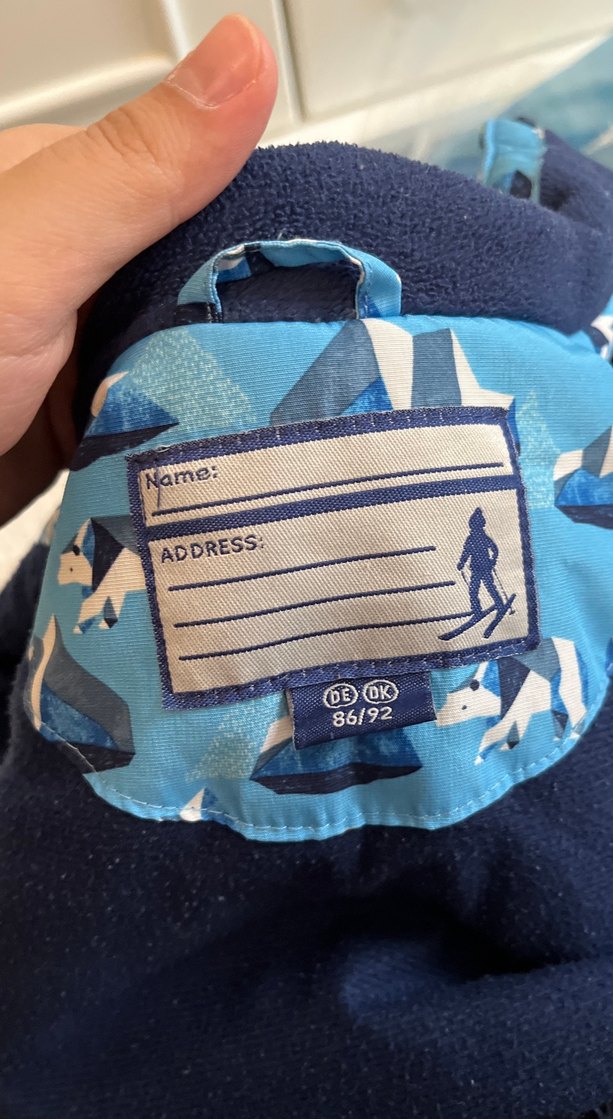 Name:
ADDRESS:
DE DK
86/92